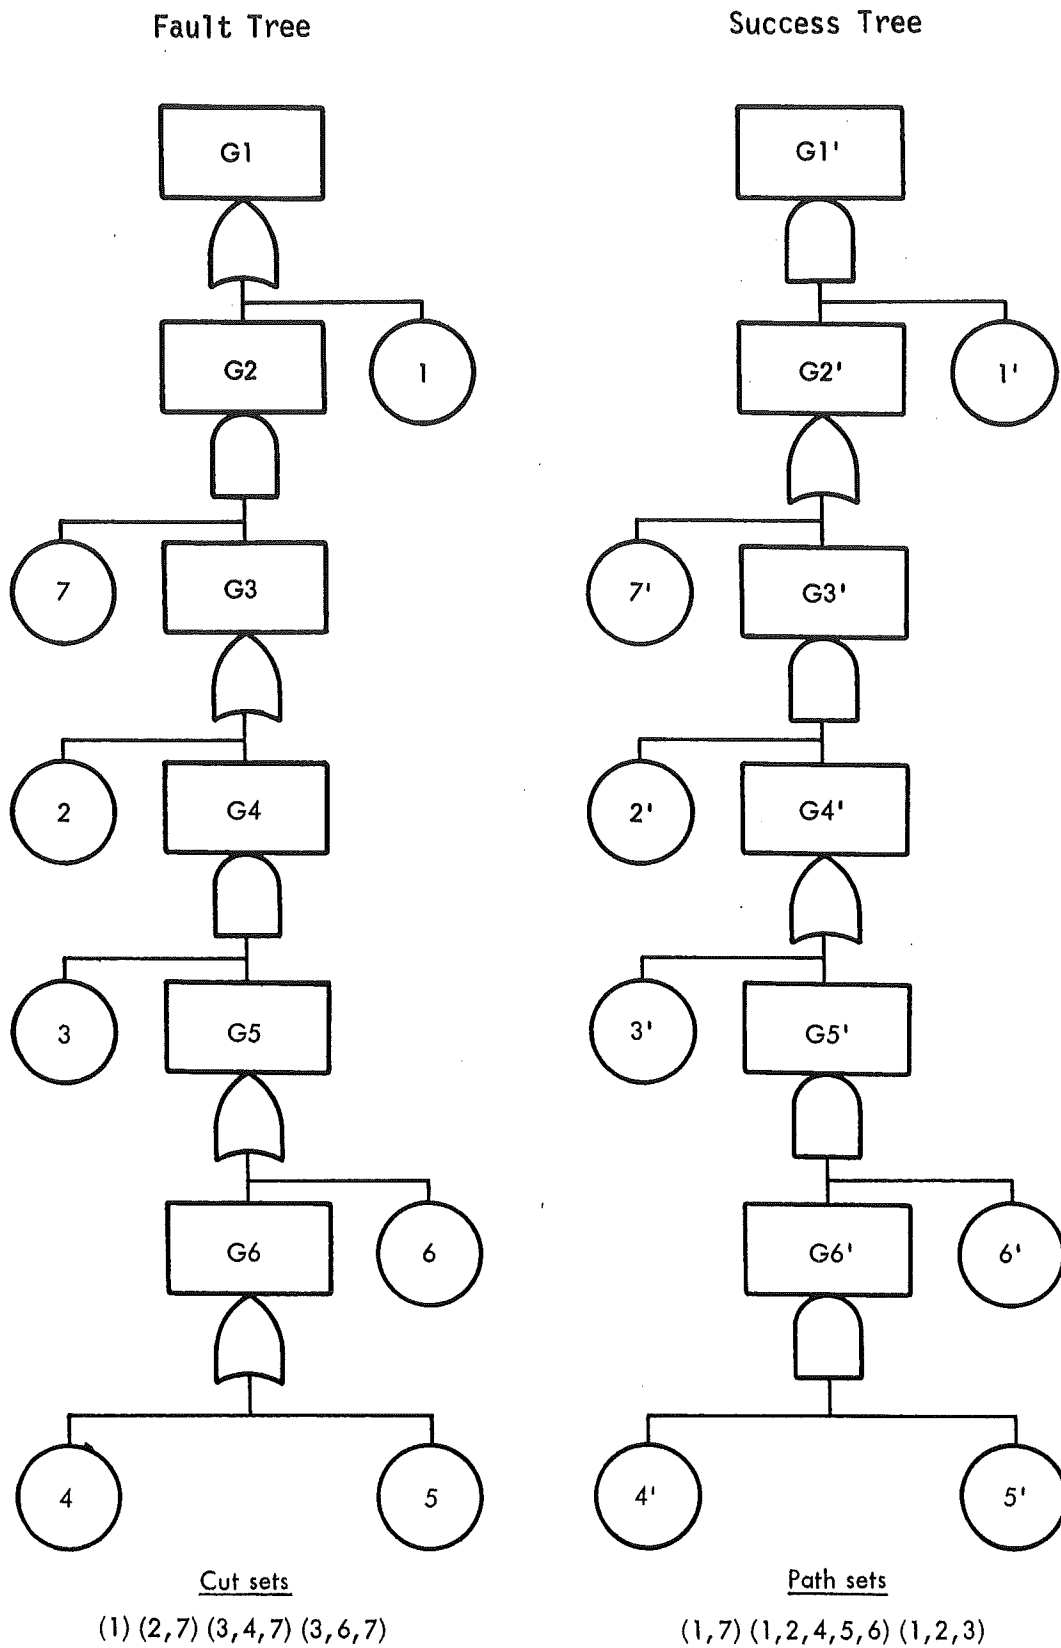 Fault Tree
Success Tree
G1
G1'
G2
1
G2'
1'
7
G3
7'
G3'
2
G4
2'
G4'
3
G5
3'
G5'
G6
6
G6'
6'
4
5
4'
5'
Cut sets
Path sets
(1) (2,7) (3,4,7) (3,6,7)
(1,7) (1,2,4,5,6) (1,2,3)